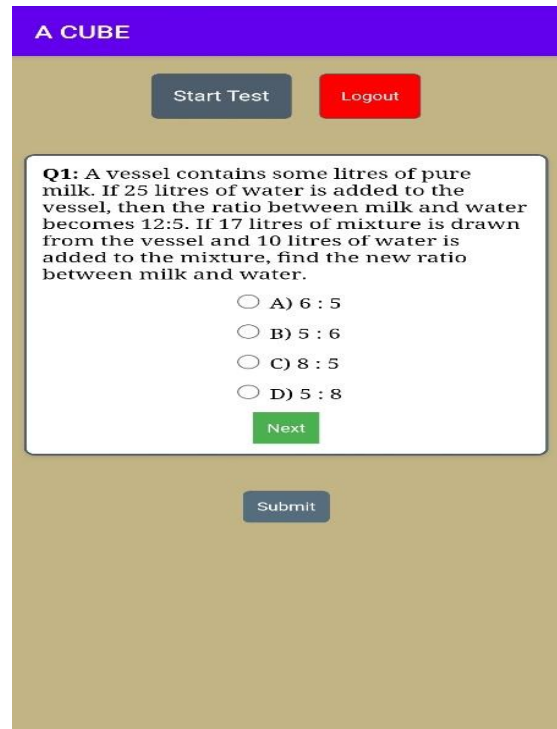 A CUBE
Start Test
Logout
Q1: A vessel contains some litres of pure
milk. If 25 litres of water is added to the
vessel, then the ratio between milk and water
becomes 12:5. If 17 litres of mixture is drawn
from the vessel and 10 litres of water is
added to the mixture, find the new ratio
between milk and water.
A) 6 : 5
B) 5 : 6
C) 8 : 5
D) 5 : 8
Next
Submit